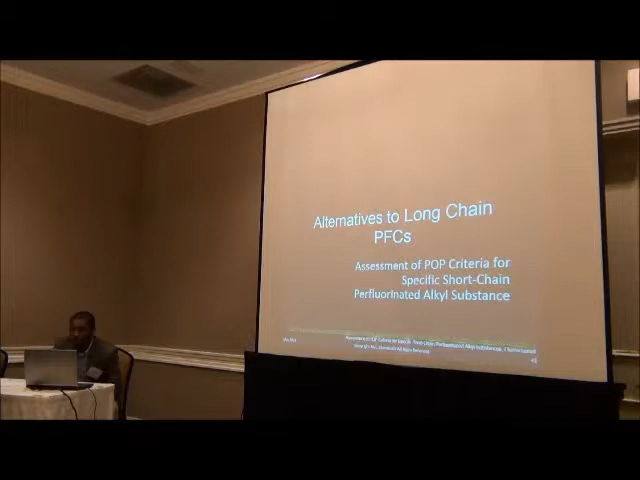 Alternatives to Long Chain
PFCs
Assessment of POP Criteria for
Specific Short-Chain
Perfluorinated Alkyl Substance